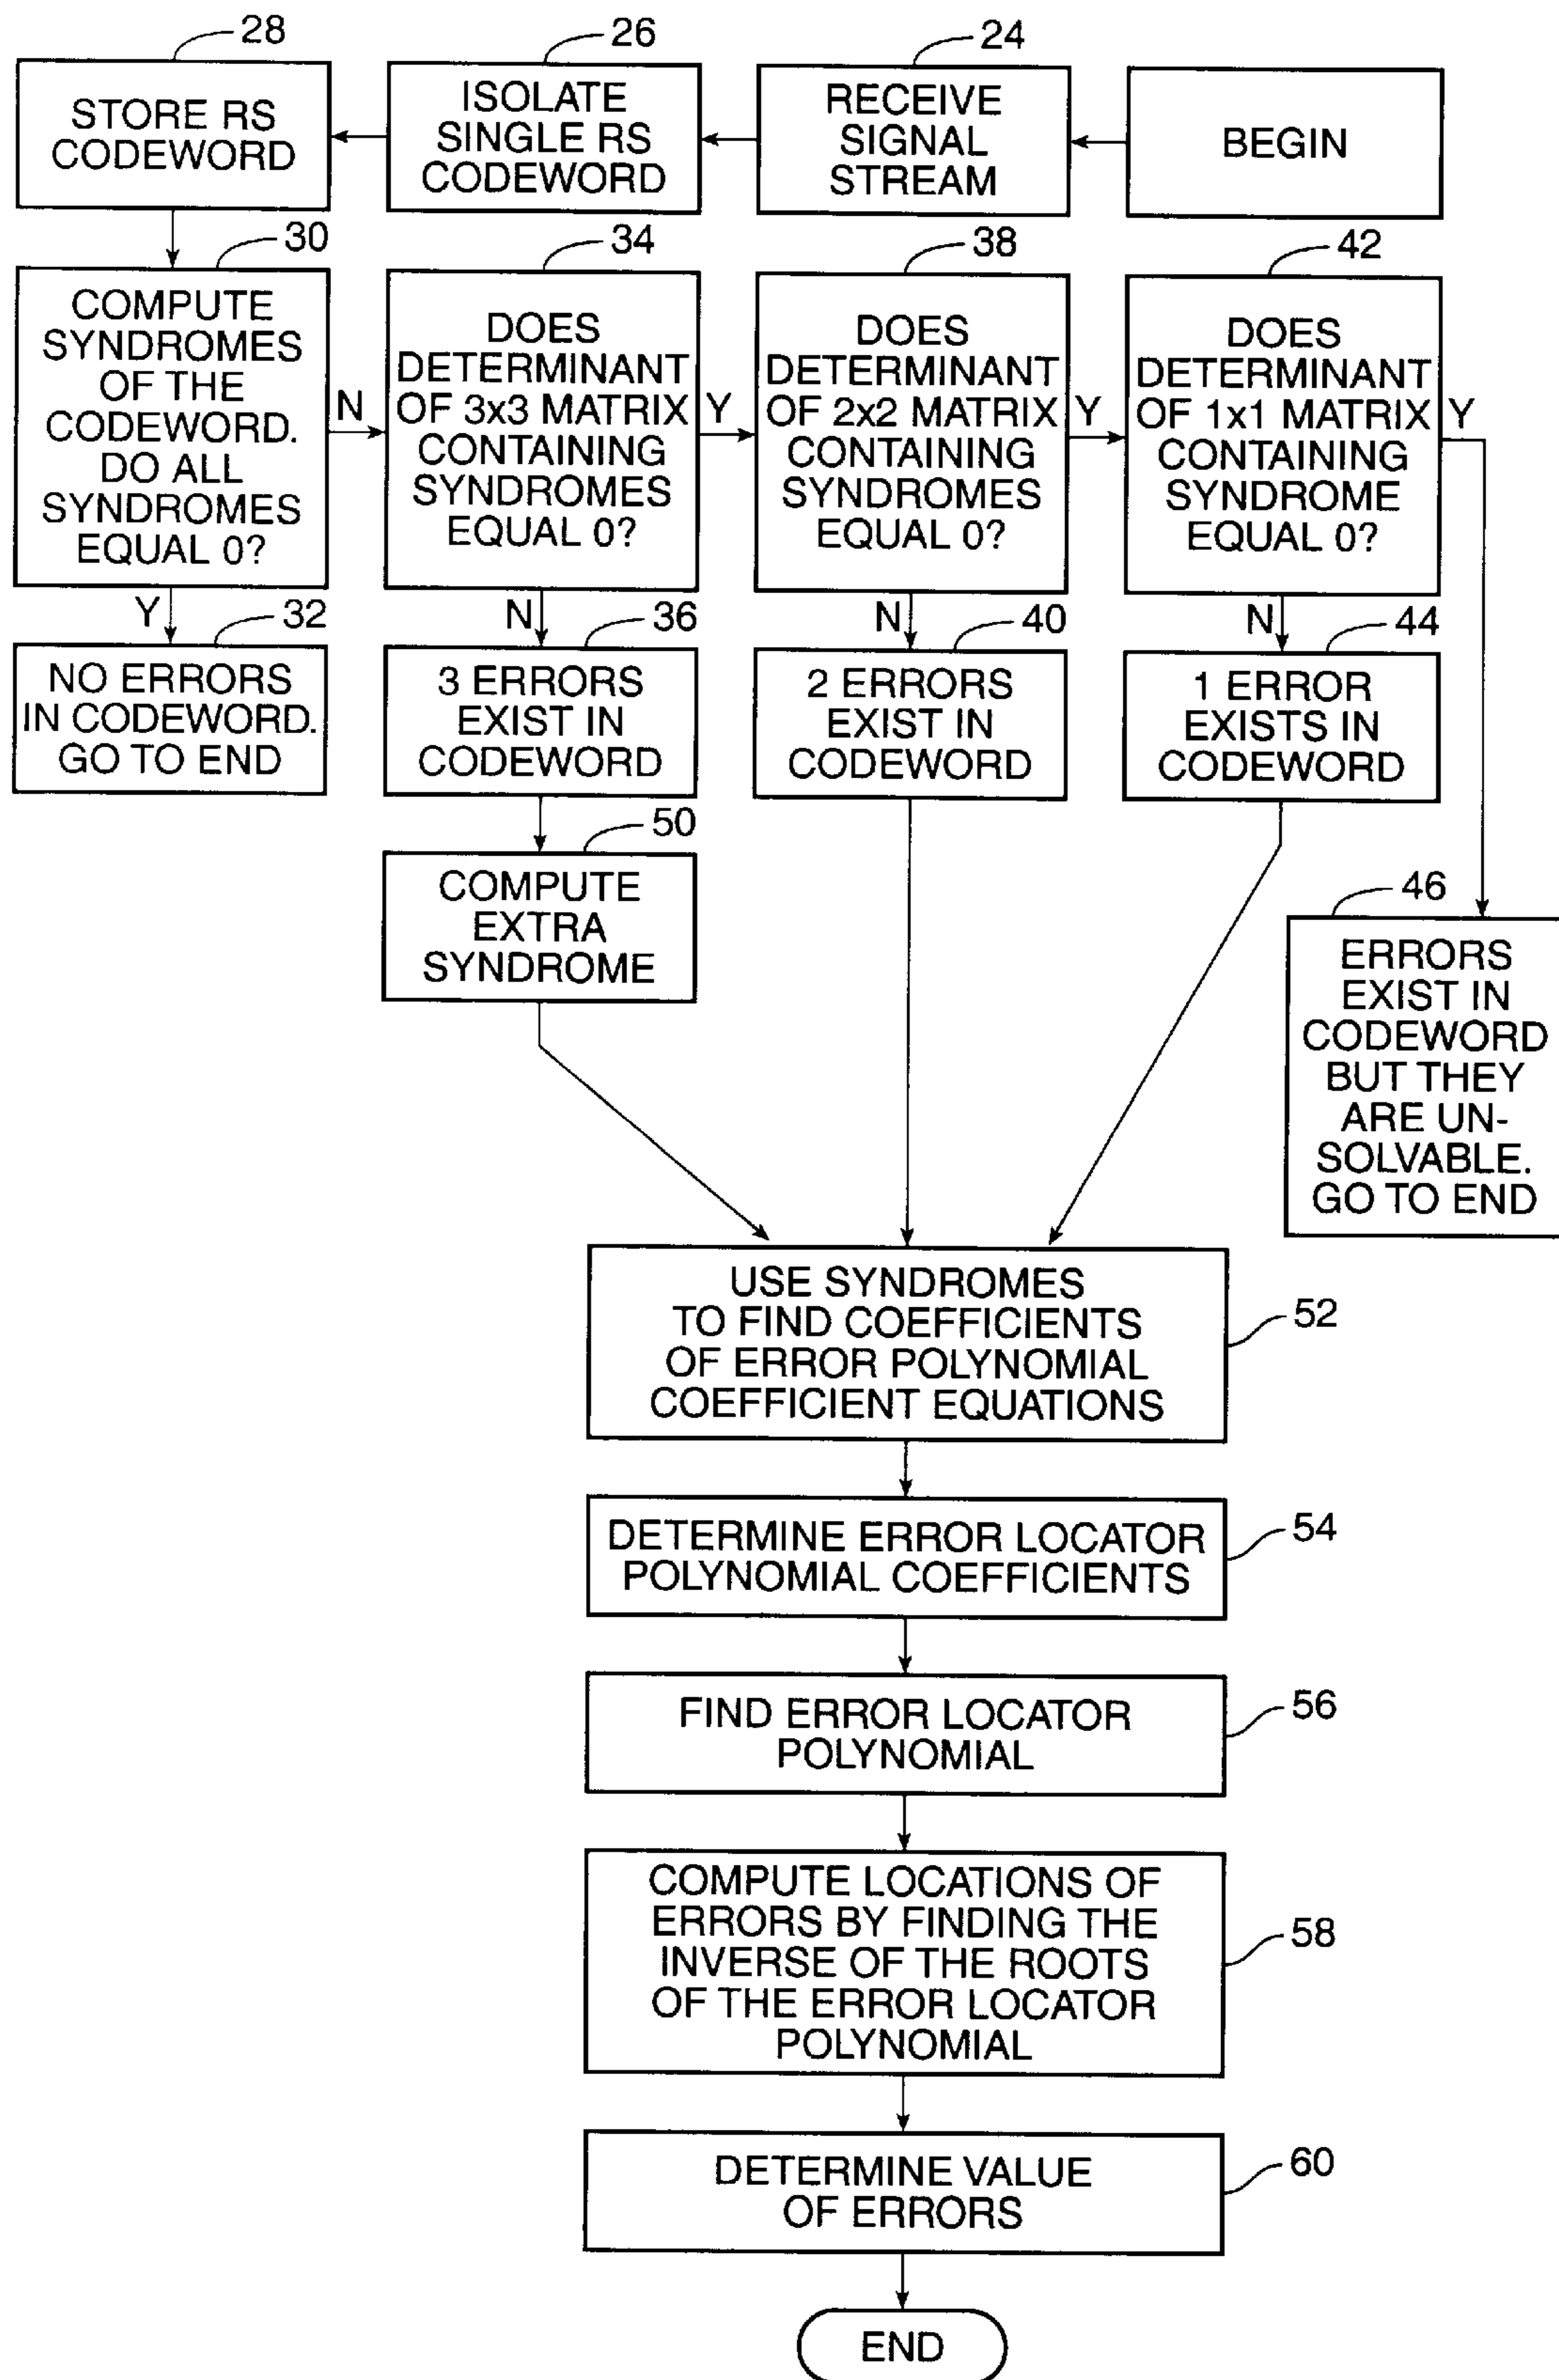 28
26
24
STORE RS
CODEWORD
ISOLATE
SINGLE RS
CODEWORD
RECEIVE
SIGNAL
STREAM
BEGIN
30
34
38
42
COMPUTE
SYNDROMES
OF THE
CODEWORD.
DO ALL
SYNDROMES
EQUAL 0?
N
DOES
DETERMINANT
OF 3x3 MATRIX
CONTAINING
SYNDROMES
EQUAL 0?
Y
DOES
DETERMINANT
OF 2x2 MATRIX
CONTAINING
SYNDROMES
EQUAL 0?
Y
DOES
DETERMINANT
OF 1x1 MATRIX
CONTAINING
SYNDROME
EQUAL 0?
Y
Y
32
N
36
N
40
N
44
NO ERRORS
IN CODEWORD.
GO TO END
3 ERRORS
EXIST IN
CODEWORD
2 ERRORS
EXIST IN
CODEWORD
1 ERROR
EXISTS IN
CODEWORD
50
COMPUTE
EXTRA
SYNDROME
46
ERRORS
EXIST IN
CODEWORD
BUT THEY
ARE UN-
SOLVABLE.
GO TO END
USE SYNDROMES
TO FIND COEFFICIENTS
OF ERROR POLYNOMIAL
COEFFICIENT EQUATIONS
52
DETERMINE ERROR LOCATOR
POLYNOMIAL COEFFICIENTS
54
FIND ERROR LOCATOR
POLYNOMIAL
56
COMPUTE LOCATIONS OF
ERRORS BY FINDING THE
INVERSE OF THE ROOTS
OF THE ERROR LOCATOR
POLYNOMIAL
58
DETERMINE VALUE
OF ERRORS
60
END